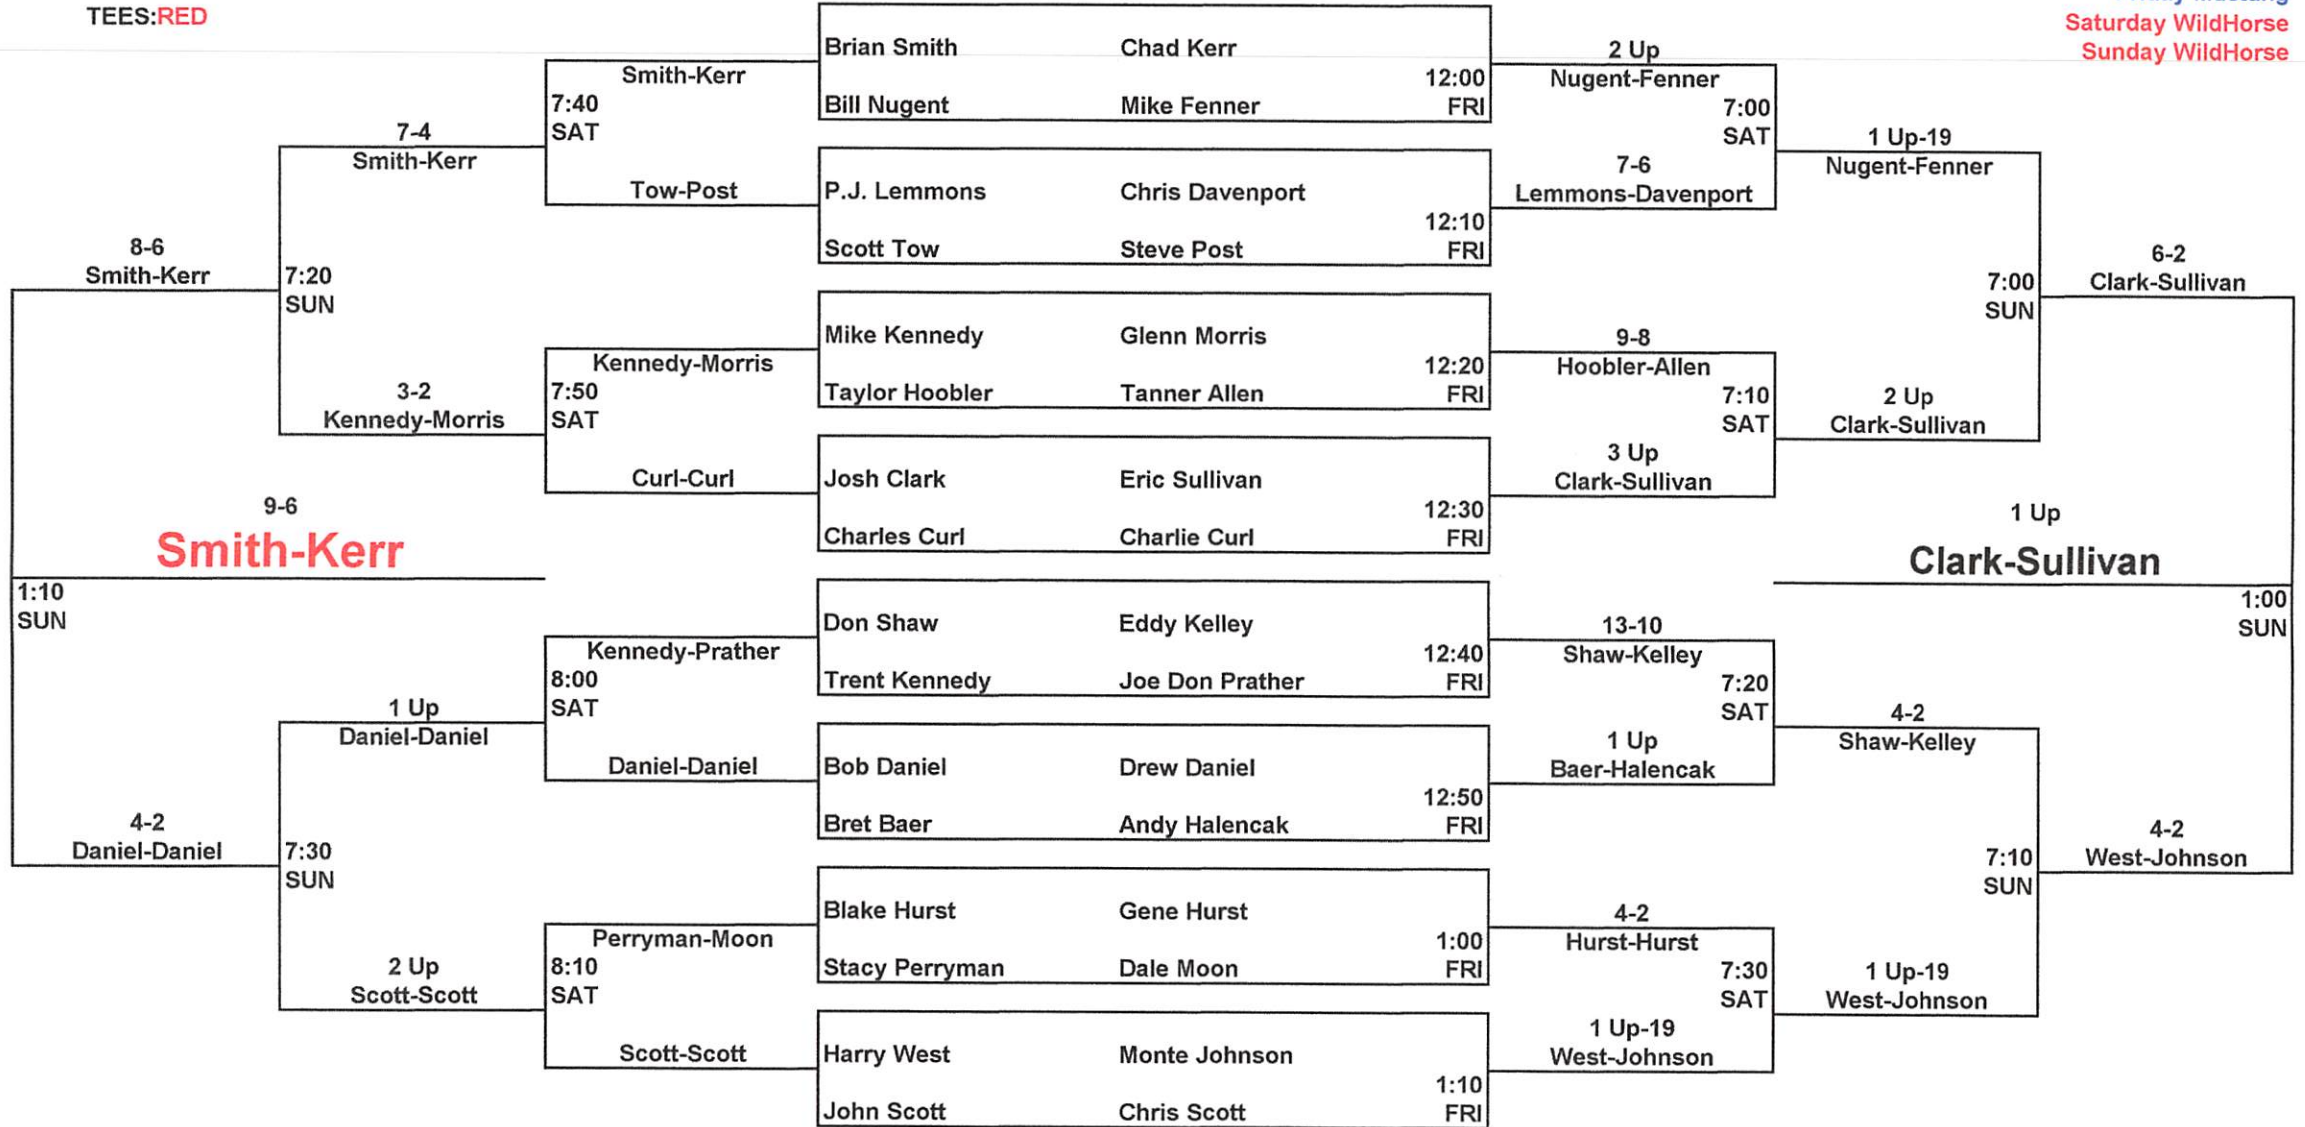 TEES:RED
Saturday WildHorse
Sunday WildHorse
Brian Smith Chad Kerr
12:00
Bill Nugent Mike Fenner FRI
P.J. Lemmons Chris Davenport
12:10
Scott Tow Steve Post FRI
Mike Kennedy Glenn Morris
12:20
Taylor Hoobler Tanner Allen FRI
Josh Clark Eric Sullivan
12:30
Charles Curl Charlie Curl FRI
Don Shaw Eddy Kelley
12:40
Trent Kennedy Joe Don Prather FRI
Bob Daniel Drew Daniel
12:50
Bret Baer Andy Halencak FRI
Blake Hurst Gene Hurst
1:00
Stacy Perryman Dale Moon FRI
Harry West Monte Johnson
1:10
John Scott Chris Scott FRI
Smith-Kerr
7:40
SAT
Tow-Post
Kennedy-Morris
7:50
SAT
Curl-Curl
Kennedy-Prather
8:00
SAT
Daniel-Daniel
Perryman-Moon
8:10
SAT
Scott-Scott
7-4
Smith-Kerr
7:20
SUN
3-2
Kennedy-Morris
1 Up
Daniel-Daniel
7:30
SUN
2 Up
Scott-Scott
8-6
Smith-Kerr
9-6
Smith-Kerr
1:10
SUN
4-2
Daniel-Daniel
2 Up
Nugent-Fenner
7:00
SAT
7-6
Lemmons-Davenport
9-8
Hoobler-Allen
7:10
SAT
3 Up
Clark-Sullivan
13-10
Shaw-Kelley
7:20
SAT
1 Up
Baer-Halencak
4-2
Hurst-Hurst
7:30
SAT
1 Up-19
West-Johnson
1 Up-19
Nugent-Fenner
7:00
SUN
2 Up
Clark-Sullivan
4-2
Shaw-Kelley
7:10
SUN
1 Up-19
West-Johnson
6-2
Clark-Sullivan
1 Up
Clark-Sullivan
1:00
SUN
4-2
West-Johnson